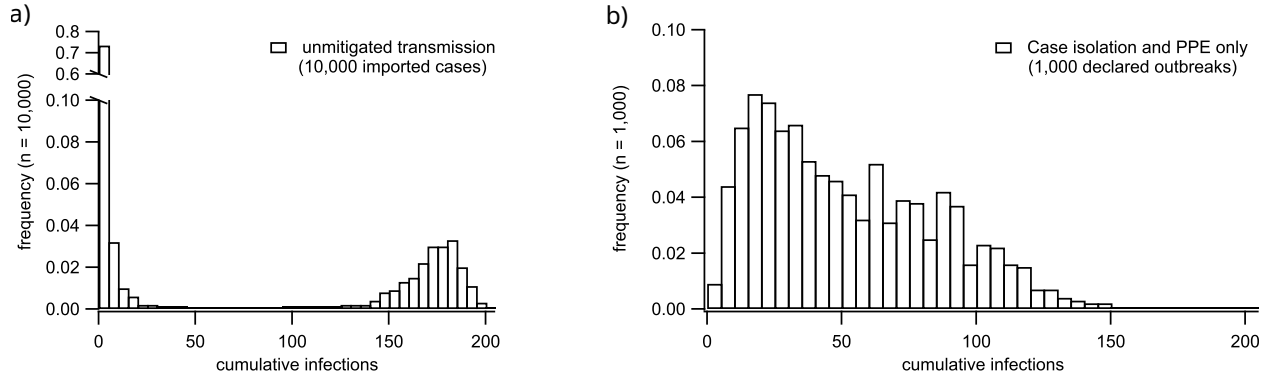 a)
0.8
0.7
0.6
0.10
0.08
0.06
0.04
0.02
0.00
frequency (n = 10,000)
unmitigated transmission
(10,000 imported cases)
0 50 100 150 200
cumulative infections
b)
0.10
0.08
0.06
0.04
0.02
0.00
frequency (n = 1,000)
Case isolation and PPE only
(1,000 declared outbreaks)
0 50 100 150 200
cumulative infections